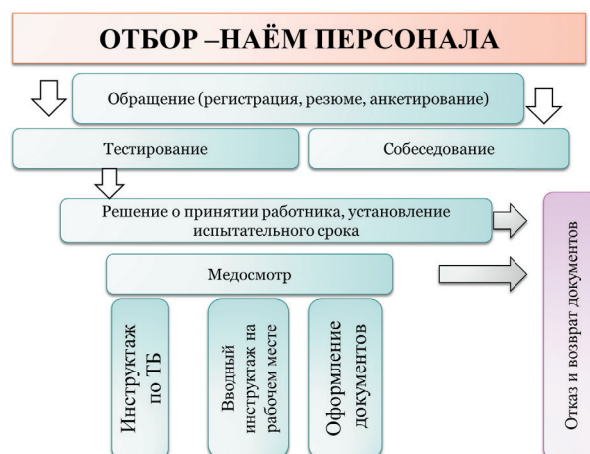 ОТБОР –НАЁМ ПЕРСОНАЛА
Обращение (регистрация, резюме, анкетирование)
Тестирование
Собеседование
Решение о принятии работника, установление
испытательного срока
Медосмотр
Инструктаж
по ТБ
Вводный
инструктаж на
рабочем месте
Оформление
документов
Отказ и возврат документов